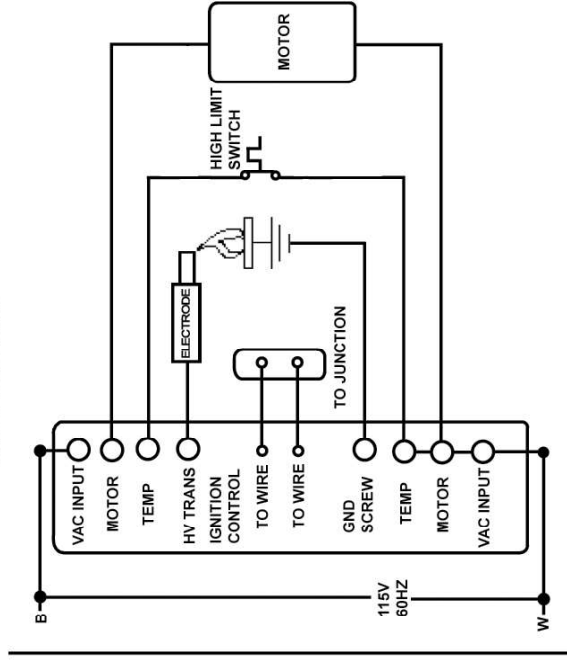 MOTOR
HIGH LIMIT
SWITCH
ELECTRODE
TO JUNCTION
VAC INPUT
MOTOR
TEMP
HV TRANS
IGNITION
CONTROL
TO WIRE
TO WIRE
GND
SCREW
TEMP
MOTOR
VAC INPUT
B
115V
60HZ
W